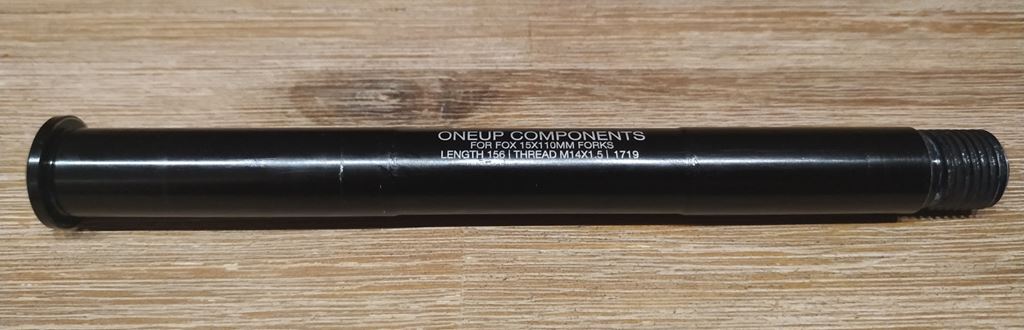 ONEUP COMPONENTS
FOR FOX 15X110MM FORKS
LENGTH 156 | THREAD M14X1.5 | 1719